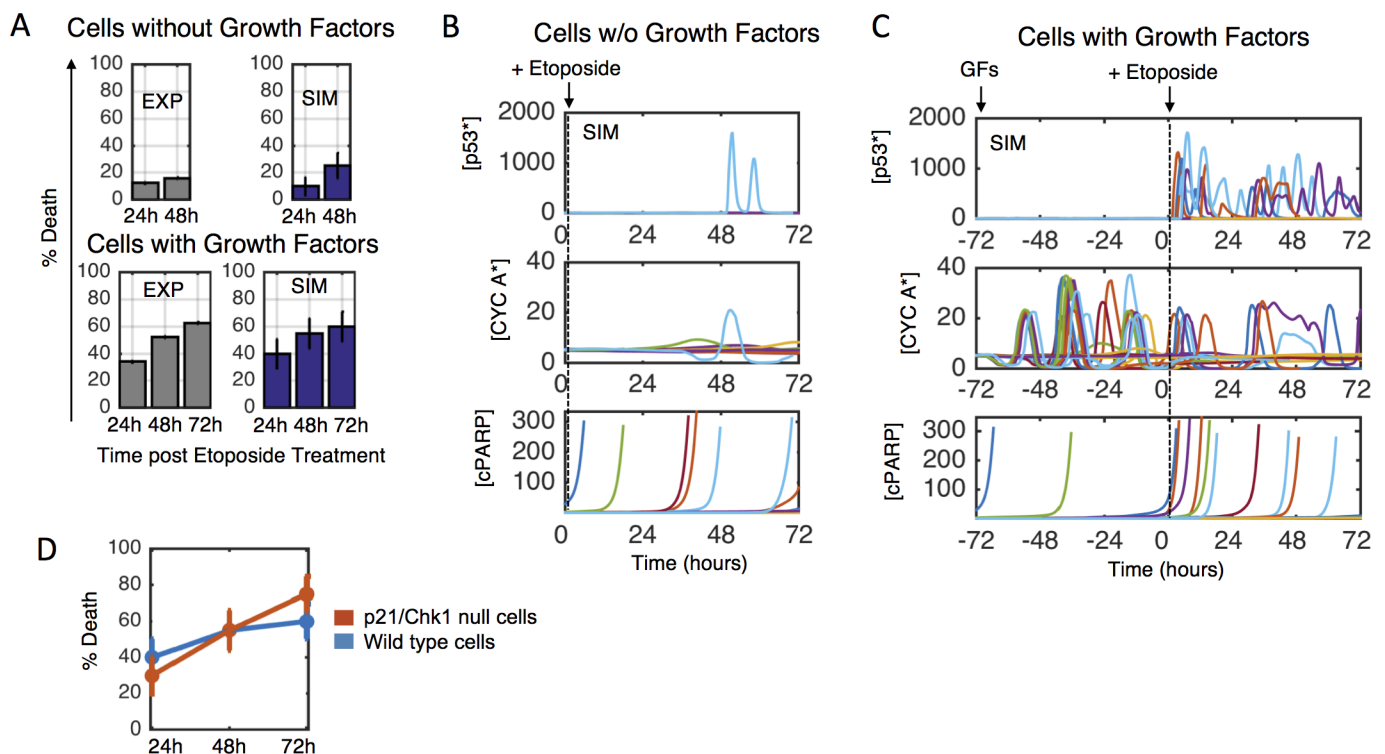 A
Cells without Growth Factors
% Death
100
80
60
40
20
0
EXP
24h 48h
100
80
60
40
20
0
SIM
24h 48h
Cells with Growth Factors
100
80
60
40
20
0
EXP
24h 48h 72h
100
80
60
40
20
0
SIM
24h 48h 72h
Time post Etoposide Treatment
B
Cells w/o Growth Factors
+ Etoposide
[p53*]
2000
1000
0
SIM
0 24 48 72
[CYC A*]
40
20
0
0 24 48 72
[cPARP]
300
200
100
0 24 48 72
Time (hours)
C
Cells with Growth Factors
GFs
+ Etoposide
[p53*]
2000
1000
0
SIM
-72 -48 -24 0 24 48 72
[CYC A*]
40
20
0
-72 -48 -24 0 24 48 72
[cPARP]
300
200
100
-72 -48 -24 0 24 48 72
Time (hours)
D
% Death
100
80
60
40
20
0
24h 48h 72h
p21/Chk1 null cells
Wild type cells